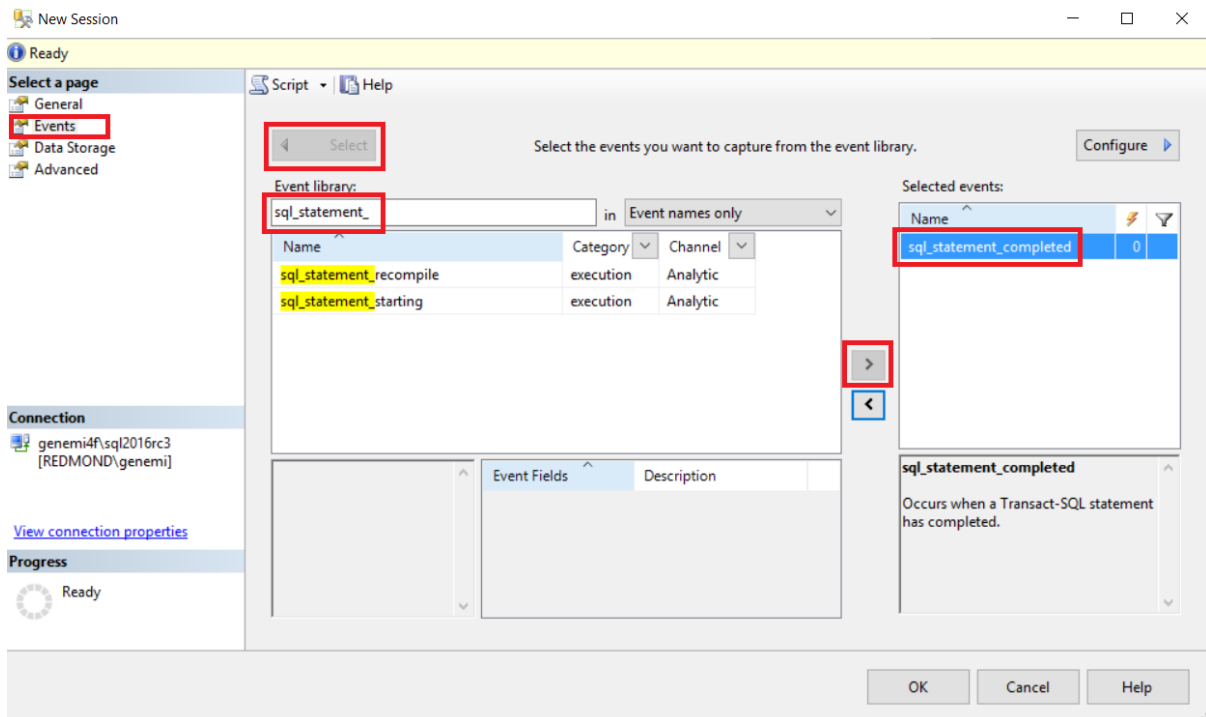 New Session
Ready
Select a page
General
Events
Data Storage
Advanced
Connection
genemi4f\sql2016rc3
[REDMOND\genemi]
View connection properties
Progress
Ready
Script
Help
Select
Select the events you want to capture from the event library.
Configure
Event library:
sql_statement_ in Event names only
Name Category Channel
sql_statement_recompile execution Analytic
sql_statement_starting execution Analytic
>
<
Event Fields Description
Selected events:
Name
sql_statement_completed 0
sql_statement_completed
Occurs when a Transact-SQL statement
has completed.
OK Cancel Help